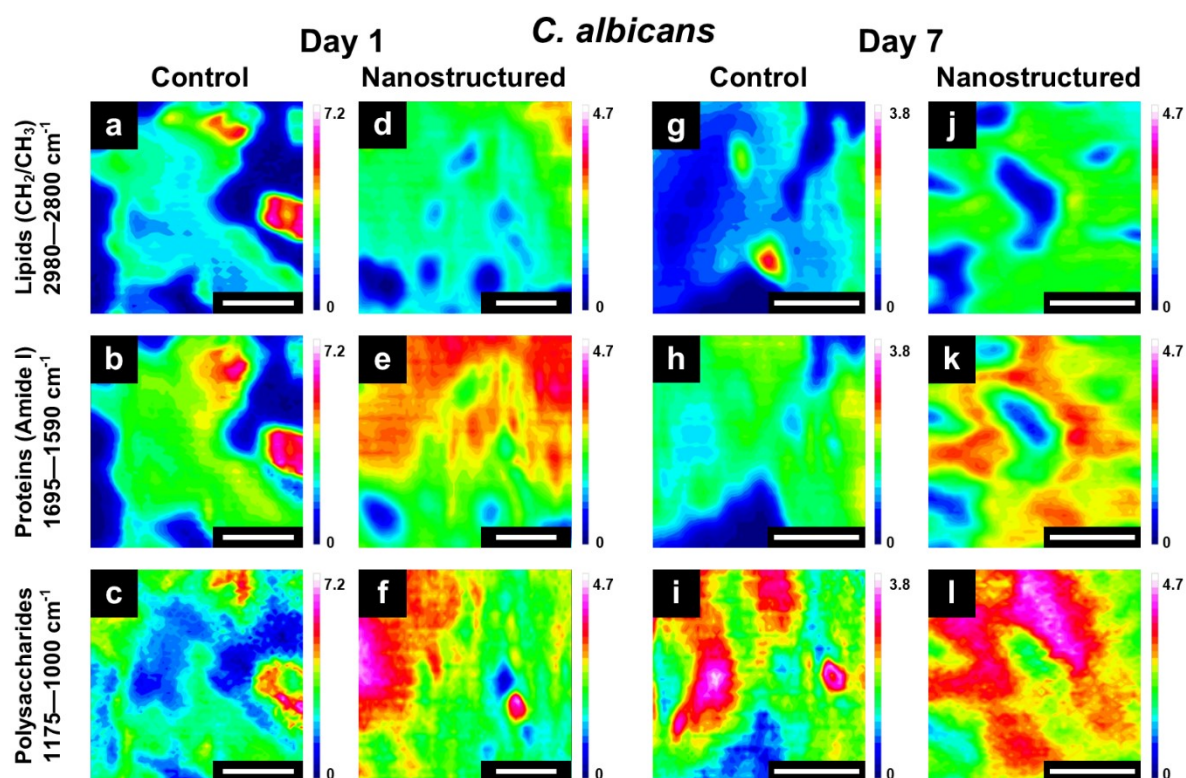 C. albicans
Day 1 Day 7
Control Nanostructured Control Nanostructured
Lipids (CH₂/CH₃)
2980—2800 cm⁻¹
a 7.2 0 d 4.7 0 g 3.8 0 j 4.7 0
Proteins (Amide I)
1695—1590 cm⁻¹
b 7.2 0 e 4.7 0 h 3.8 0 k 4.7 0
Polysaccharides
1175—1000 cm⁻¹
c 7.2 0 f 4.7 0 i 3.8 0 l 4.7 0